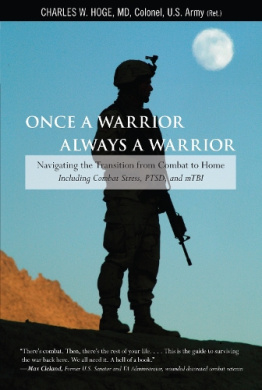 CHARLES W. HOGE, MD, Colonel, U.S. Army (Ret.)
ONCE A WARRIOR
ALWAYS A WARRIOR
Navigating the Transition from Combat to Home
Including Combat Stress, PTSD, and mTBI
"There's combat. Then, there's the rest of your life. . . . This is the guide to surviving
the war back here. We all need it. A hell of a book."
—Max Cleland, Former U.S. Senator and VA Administrator, wounded decorated combat veteran